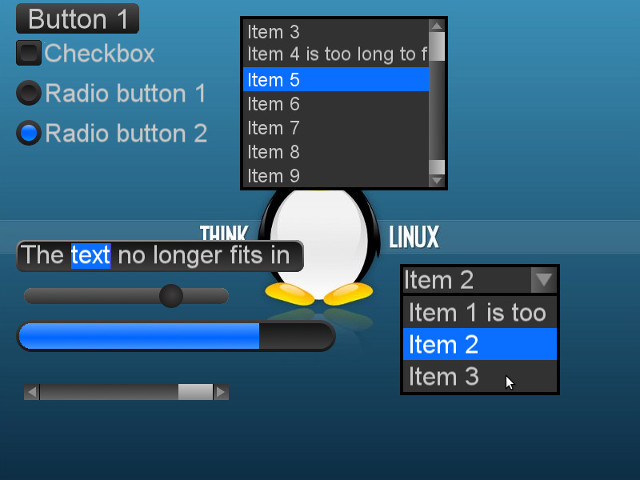 Button 1
Checkbox
Radio button 1
Radio button 2
Item 3
Item 4 is too long to f
Item 5
Item 6
Item 7
Item 8
Item 9
THINK LINUX
The text no longer fits in
Item 2
Item 1 is too
Item 2
Item 3